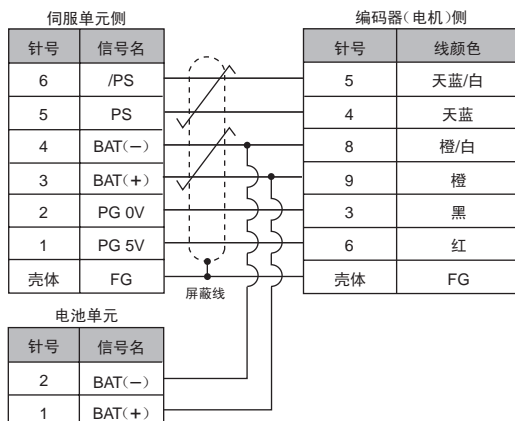 伺服单元侧 编码器(电机)侧
针号 信号名 针号 线颜色
6 /PS 5 天蓝/白
5 PS 4 天蓝
4 BAT(−) 8 橙/白
3 BAT(+) 9 橙
2 PG 0V 3 黑
1 PG 5V 6 红
壳体 FG 壳体 FG
屏蔽线
电池单元
针号 信号名
2 BAT(−)
1 BAT(+)